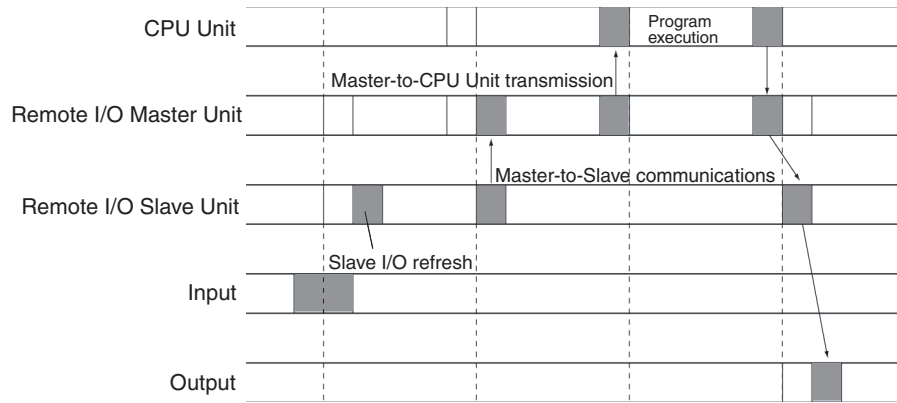 CPU Unit
Program
execution
Master-to-CPU Unit transmission
Remote I/O Master Unit
Master-to-Slave communications
Remote I/O Slave Unit
Slave I/O refresh
Input
Output